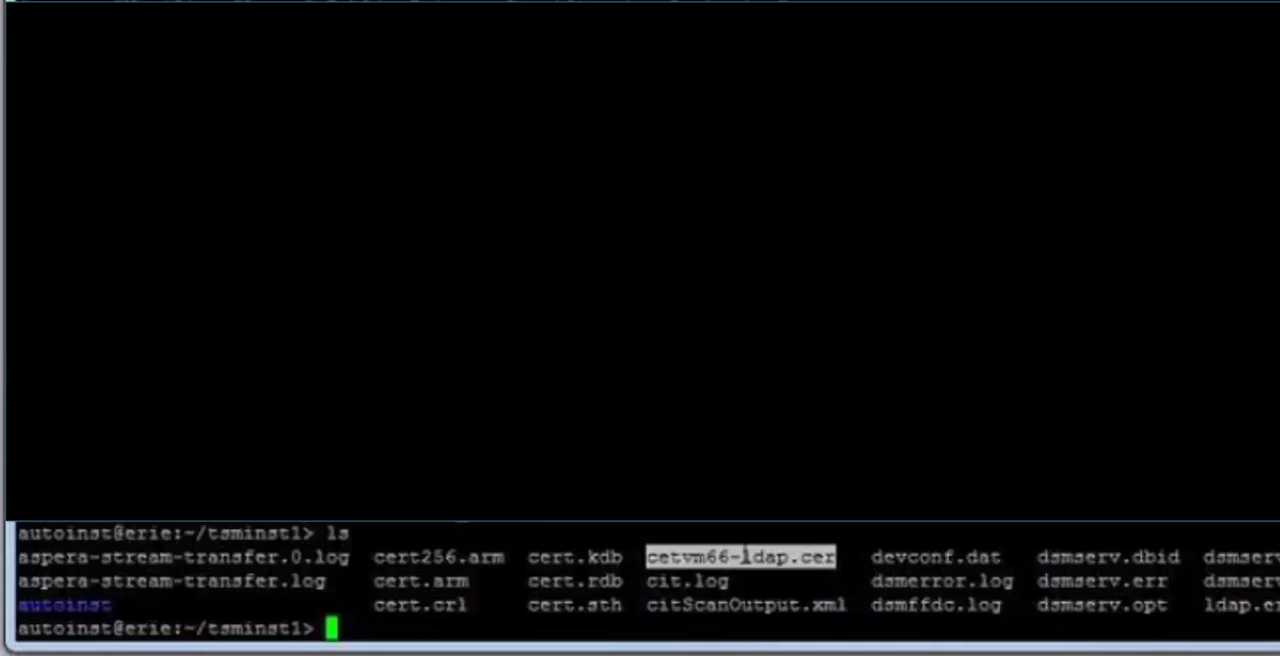 autoinst@erie:~/tsminst1> ls
aspera-stream-transfer.0.log cert256.arm cert.kdb cetvm66-ldap.cer devconf.dat dsmserv.dbid dsmserv
aspera-stream-transfer.log cert.arm cert.rdb cit.log dsmerror.log dsmserv.err dsmserv
autoinst cert.crl cert.sth citScanOutput.xml dsmffdc.log dsmserv.opt ldap.
autoinst@erie:~/tsminst1>